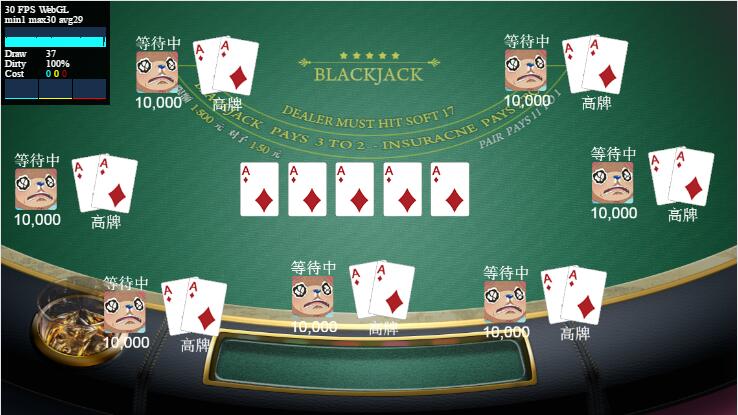 30 FPS WebGL
min1 max30 avg29
Draw 37
Dirty 100%
Cost 0 0 0
等待中
A A
10,000
高牌
★★★★★
BLACKJACK
等待中
A A
10,000
高牌
DEALER MUST HIT SOFT 17
BLACKJACK PAYS 3 TO 2 - INSURACNE PAYS
1500 元 对子 150 元
PAIR PAYS 11 TO 1
等待中
A A
10,000
高牌
A A A A A
等待中
A A
10,000
高牌
等待中
A A
10,000
高牌
等待中
A A
10,000
高牌
等待中
A A
10,000
高牌